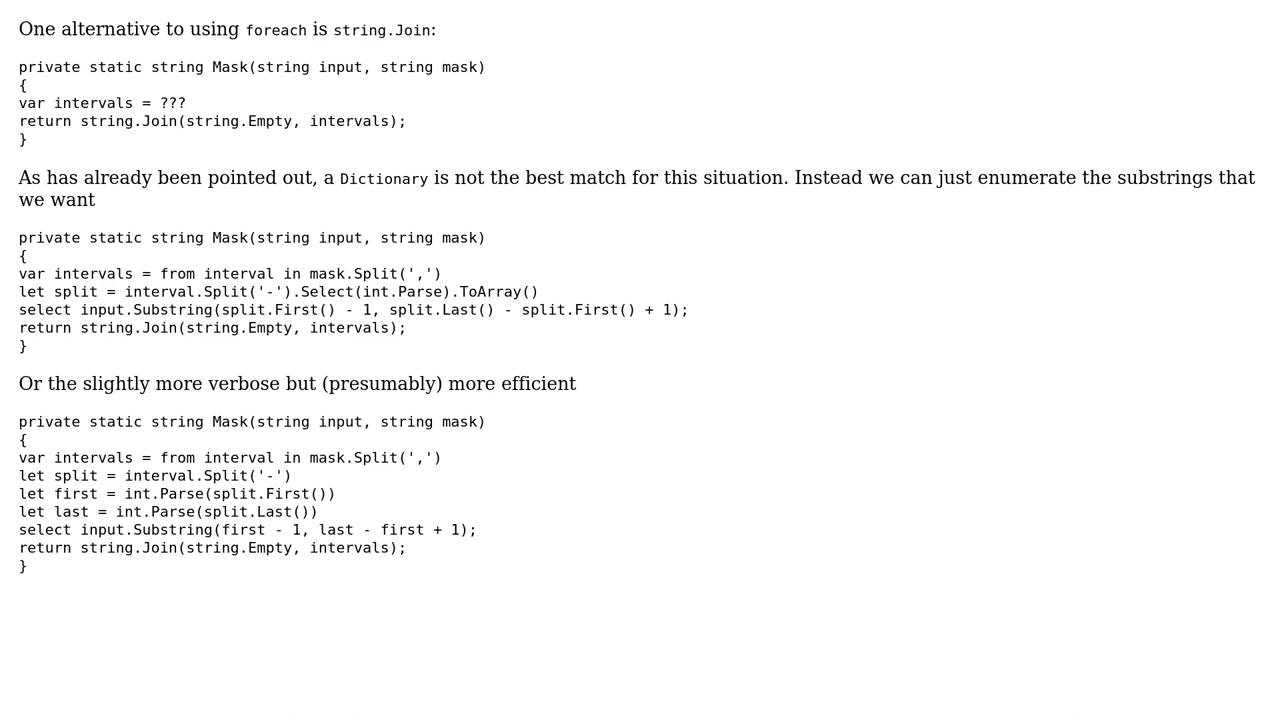 One alternative to using foreach is string.Join:
private static string Mask(string input, string mask)
{
var intervals = ???
return string.Join(string.Empty, intervals);
}
As has already been pointed out, a Dictionary is not the best match for this situation. Instead we can just enumerate the substrings that
we want
private static string Mask(string input, string mask)
{
var intervals = from interval in mask.Split(',')
let split = interval.Split('-').Select(int.Parse).ToArray()
select input.Substring(split.First() - 1, split.Last() - split.First() + 1);
return string.Join(string.Empty, intervals);
}
Or the slightly more verbose but (presumably) more efficient
private static string Mask(string input, string mask)
{
var intervals = from interval in mask.Split(',')
let split = interval.Split('-')
let first = int.Parse(split.First())
let last = int.Parse(split.Last())
select input.Substring(first - 1, last - first + 1);
return string.Join(string.Empty, intervals);
}